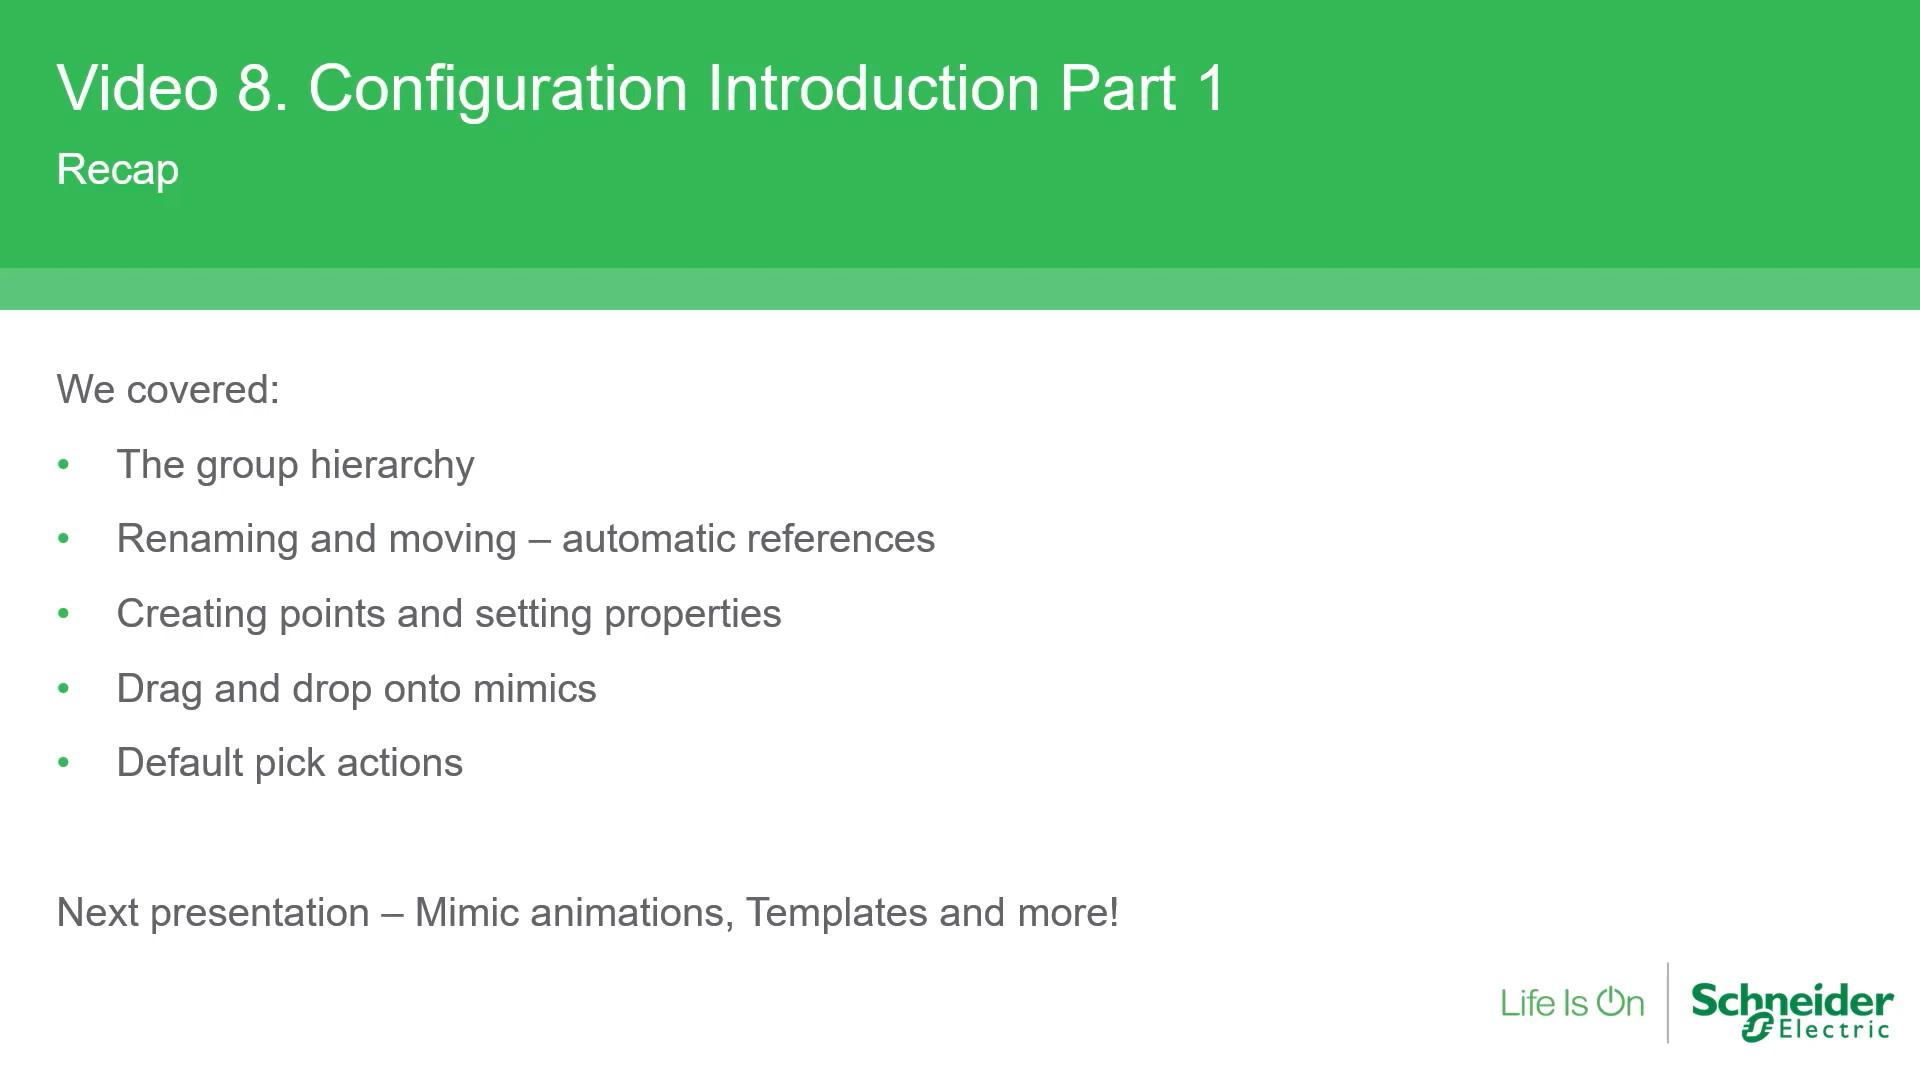 Video 8. Configuration Introduction Part 1
Recap
We covered:
• The group hierarchy
• Renaming and moving – automatic references
• Creating points and setting properties
• Drag and drop onto mimics
• Default pick actions
Next presentation – Mimic animations, Templates and more!
Life Is On
Schneider
Electric